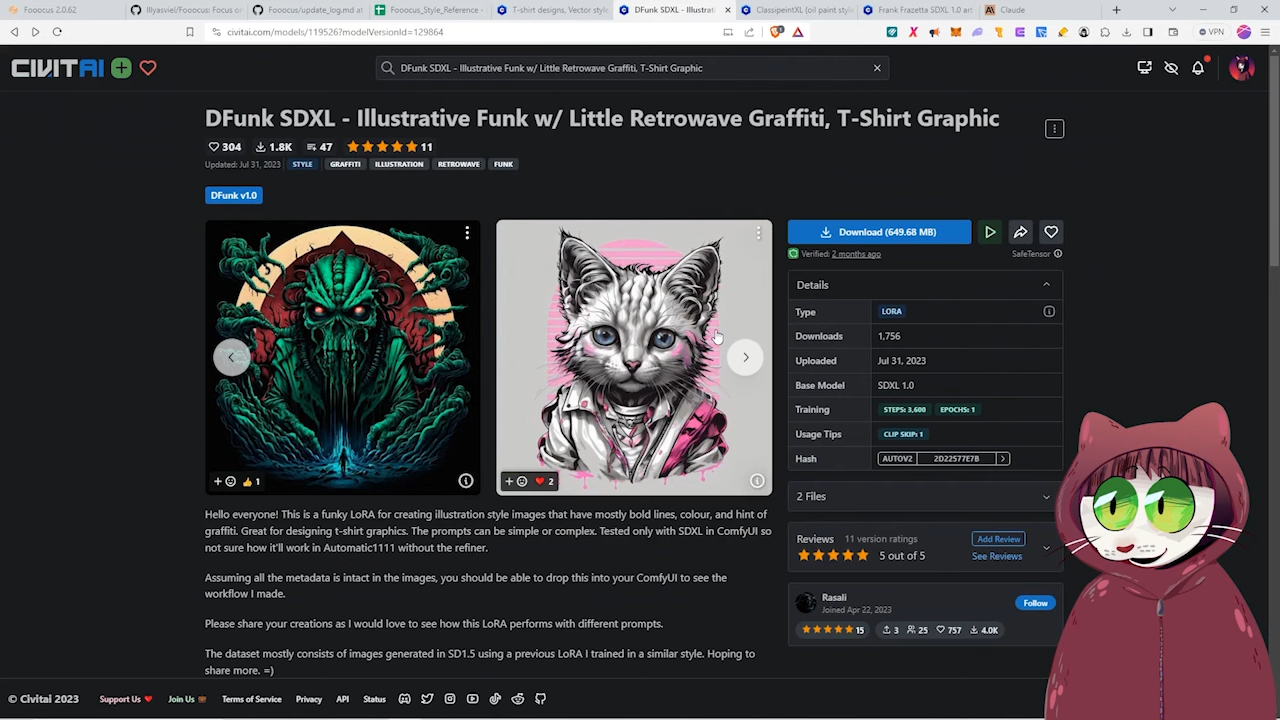 Fooocus 2.0.62
lllyasviel/Fooocus: Focus o
Fooocus/update_log.md at
Fooocus_Style_Reference -
T-shirt designs, Vector style
DFunk SDXL - Illustrati
ClassipeintXL (oil paint style
Frank Frazetta SDXL 1.0 art
Claude
civitai.com/models/119526?modelVersionId=129864
VPN
CIVITAI
DFunk SDXL - Illustrative Funk w/ Little Retrowave Graffiti, T-Shirt Graphic
DFunk SDXL - Illustrative Funk w/ Little Retrowave Graffiti, T-Shirt Graphic
304 1.8K 47 11
Updated: Jul 31, 2023 STYLE GRAFFITI ILLUSTRATION RETROWAVE FUNK
DFunk v1.0
Download (649.68 MB)
Verified: 2 months ago SafeTensor
Details
Type LORA
Downloads 1,756
Uploaded Jul 31, 2023
Base Model SDXL 1.0
Training STEPS: 3,600 EPOCHS: 1
Usage Tips CLIP SKIP: 1
Hash AUTOV2 2D22577E7B
1
2
2 Files
Reviews 11 version ratings Add Review
5 out of 5 See Reviews
Rasali
Joined Apr 22, 2023
Follow
15 3 25 757 4.0K
Hello everyone! This is a funky LoRA for creating illustration style images that have mostly bold lines, colour, and hint of
graffiti. Great for designing t-shirt graphics. The prompts can be simple or complex. Tested only with SDXL in ComfyUI so
not sure how it'll work in Automatic1111 without the refiner.
Assuming all the metadata is intact in the images, you should be able to drop this into your ComfyUI to see the
workflow I made.
Please share your creations as I would love to see how this LoRA performs with different prompts.
The dataset mostly consists of images generated in SD1.5 using a previous LoRA I trained in a similar style. Hoping to
share more. =)
© Civitai 2023 Support Us Join Us Terms of Service Privacy API Status